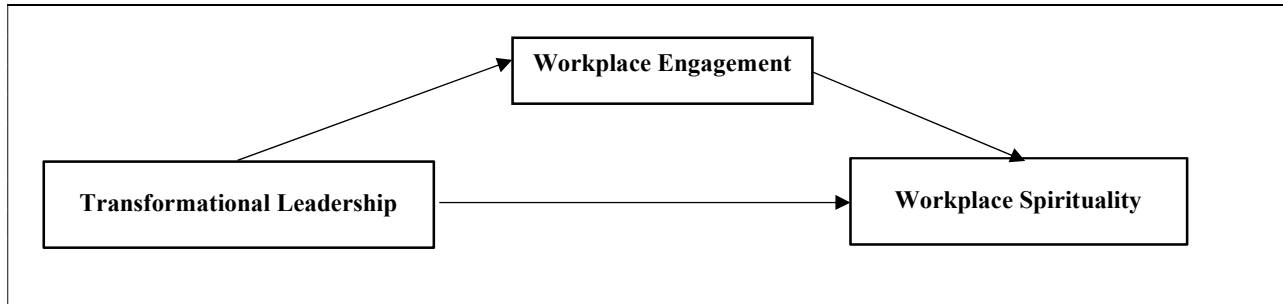 Workplace Engagement
Transformational Leadership
Workplace Spirituality